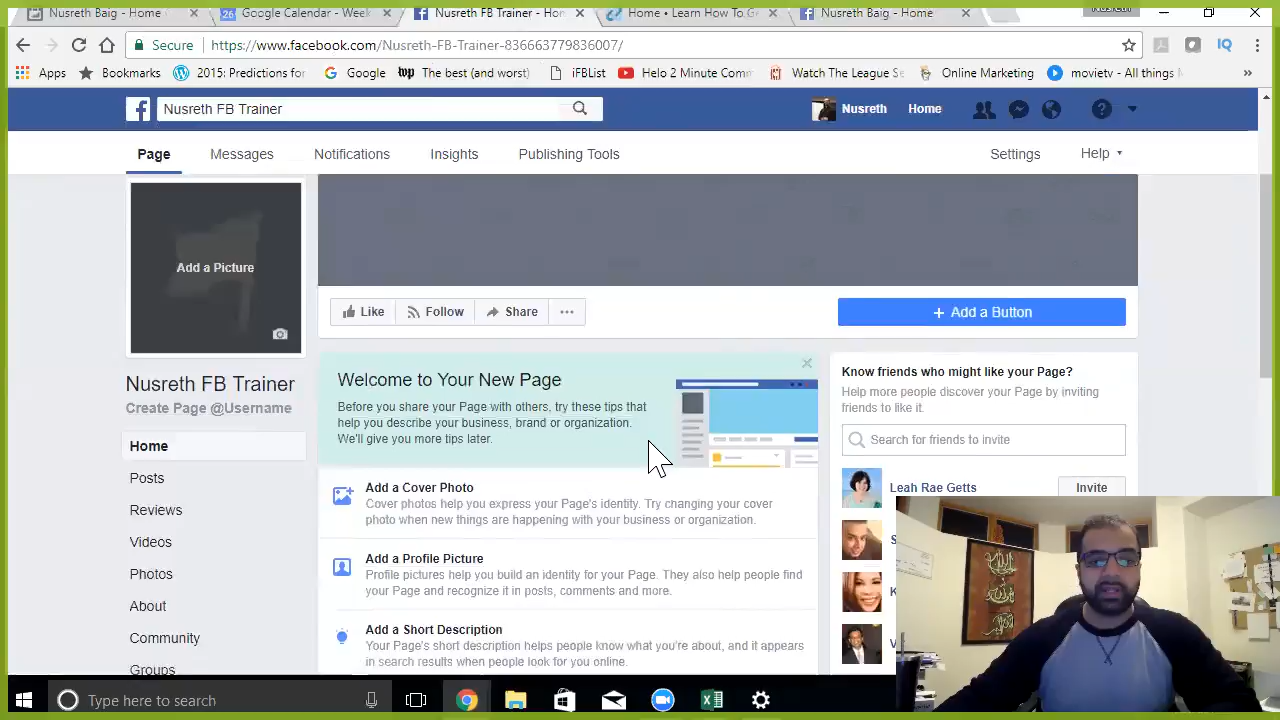 Nusreth Baig - Home
Google Calendar - Week
Nusreth FB Trainer - Hom
Home • Learn How To Ge
Nusreth Baig - Home
Secure
https://www.facebook.com/Nusreth-FB-Trainer-836663779836007/
Apps
Bookmarks
2015: Predictions for
Google
The best (and worst)
iFBList
Helo 2 Minute Comm
Watch The League Se
Online Marketing
movietv - All things
Nusreth FB Trainer
Nusreth
Home
Page
Messages
Notifications
Insights
Publishing Tools
Settings
Help
Add a Picture
Like
Follow
Share
+ Add a Button
Nusreth FB Trainer
Create Page @Username
Home
Posts
Reviews
Videos
Photos
About
Community
Groups
Welcome to Your New Page
Before you share your Page with others, try these tips that
help you describe your business, brand or organization.
We'll give you more tips later.
Add a Cover Photo
Cover photos help you express your Page's identity. Try changing your cover
photo when new things are happening with your business or organization.
Add a Profile Picture
Profile pictures help you build an identity for your Page. They also help people find
your Page and recognize it in posts, comments and more.
Add a Short Description
Your Page's short description helps people know what you're about, and it appears
in search results when people look for you online.
Know friends who might like your Page?
Help more people discover your Page by inviting
friends to like it.
Search for friends to invite
Leah Rae Getts
Invite
Type here to search